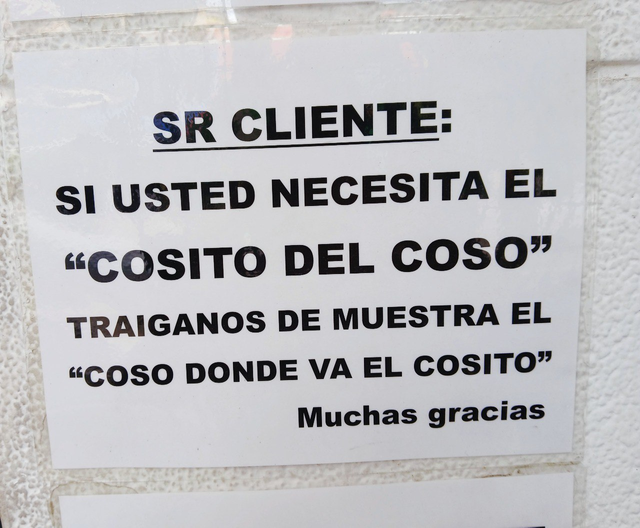 SR CLIENTE:
SI USTED NECESITA EL
“COSITO DEL COSO”
TRAIGANOS DE MUESTRA EL
“COSO DONDE VA EL COSITO”
Muchas gracias